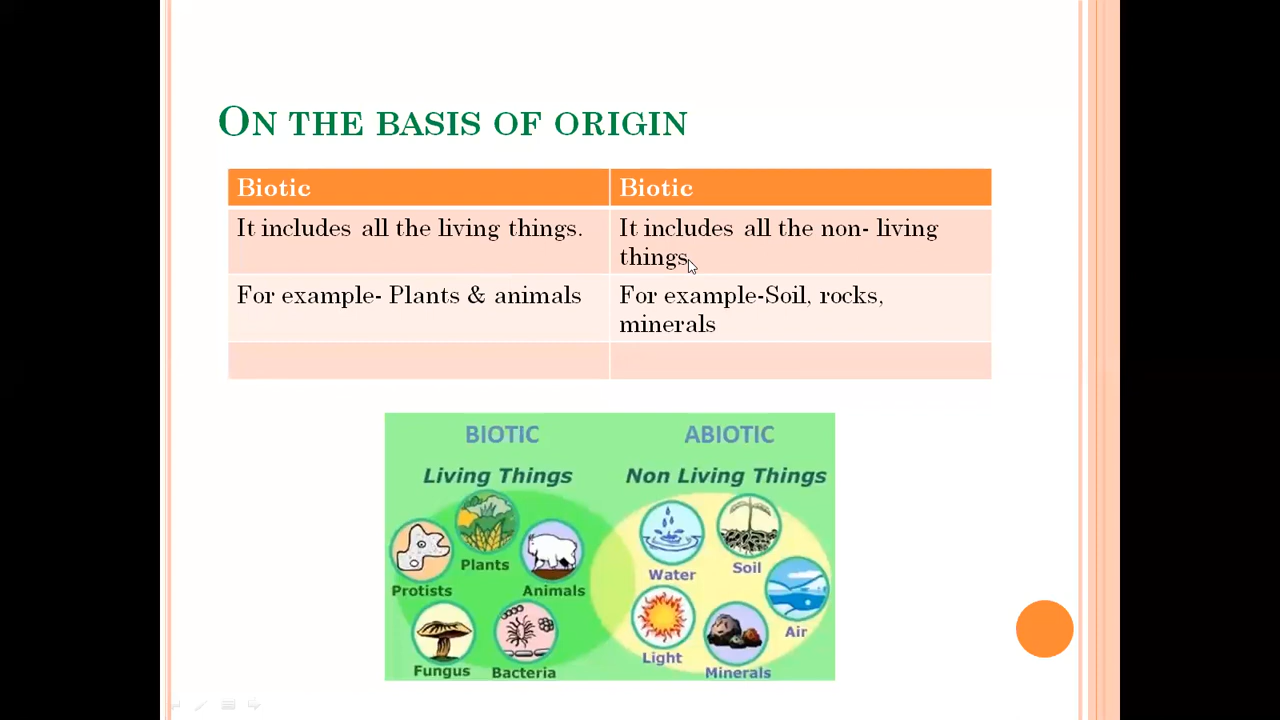 ON THE BASIS OF ORIGIN
Biotic
Biotic
It includes all the living things.
It includes all the non- living
things.
For example- Plants & animals
For example-Soil, rocks,
minerals
BIOTIC
ABIOTIC
Living Things
Non Living Things
Plants
Protists
Animals
Fungus
Bacteria
Water
Soil
Air
Light
Minerals